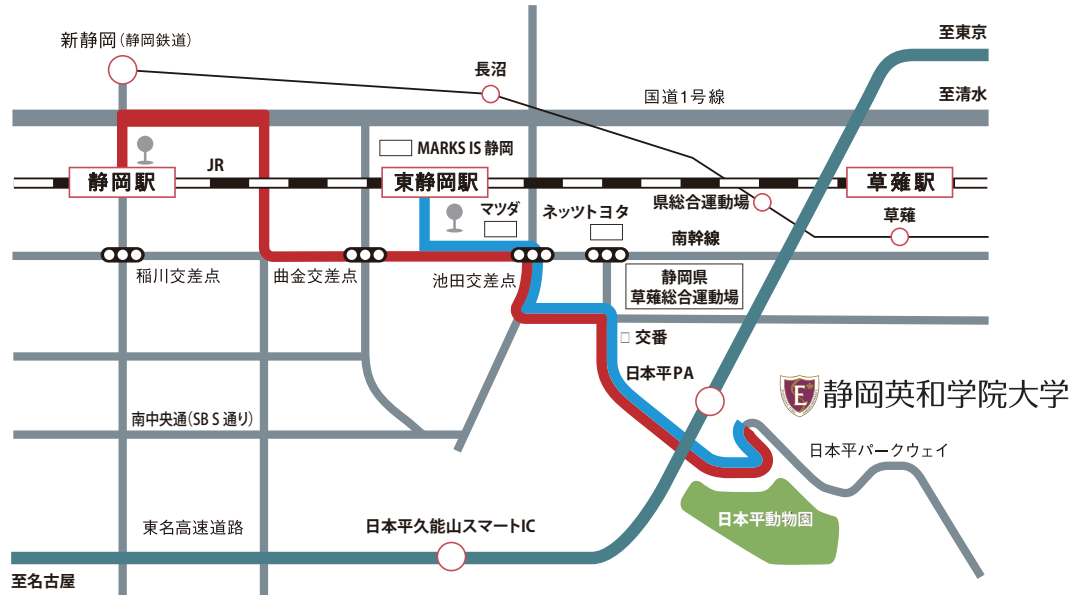 至東京
新静岡(静岡鉄道)
長沼
国道1号線
至清水
MARKS IS 静岡
JR
静岡駅
東静岡駅
草薙駅
マツダ
ネッツトヨタ
県総合運動場
草薙
南幹線
稲川交差点
曲金交差点
池田交差点
静岡県
草薙総合運動場
交番
日本平PA
E
静岡英和学院大学
南中央通(SBS通り)
日本平パークウェイ
日本平動物園
東名高速道路
日本平久能山スマートIC
至名古屋